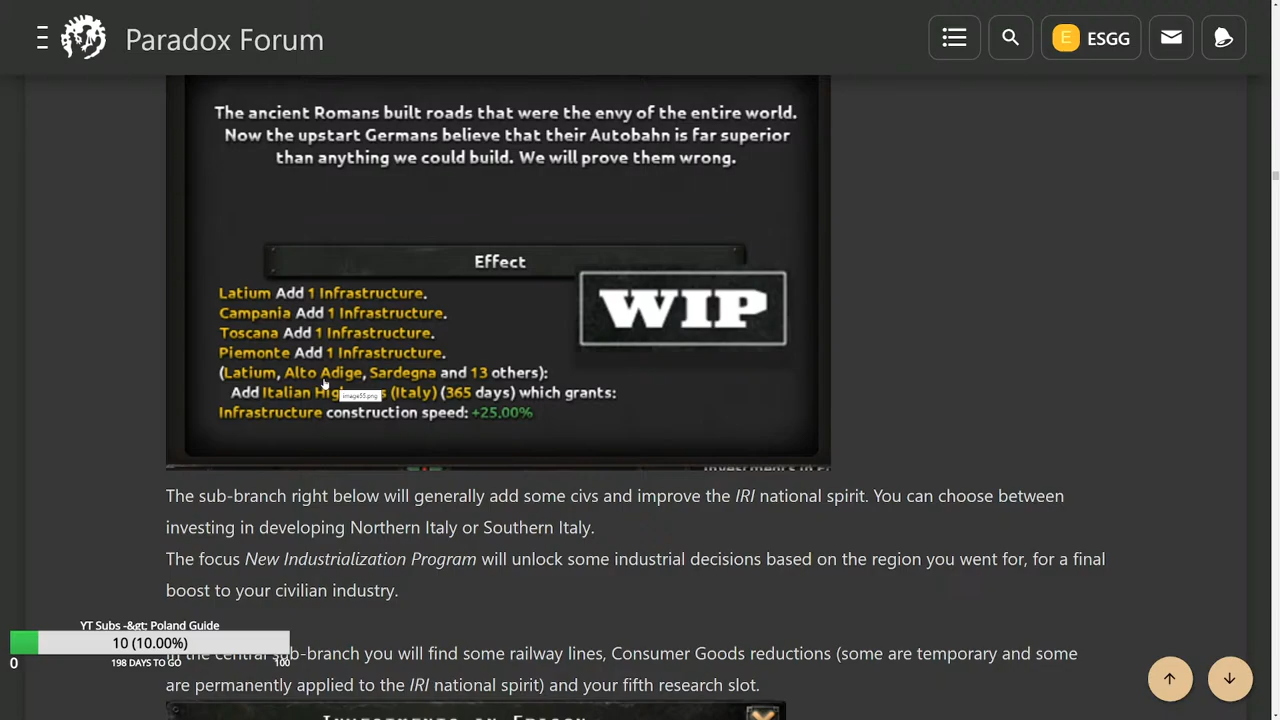 Paradox Forum
E ESGG
The ancient Romans built roads that were the envy of the entire world.
Now the upstart Germans believe that their Autobahn is far superior
than anything we could build. We will prove them wrong.
Effect
WIP
Latium Add 1 Infrastructure.
Campania Add 1 Infrastructure.
Toscana Add 1 Infrastructure.
Piemonte Add 1 Infrastructure.
(Latium, Alto Adige, Sardegna and 13 others):
Add Italian s (Italy) (365 days) which grants:
image55.png
Infrastructure construction speed: +25.00%
The sub-branch right below will generally add some civs and improve the IRI national spirit. You can choose between
investing in developing Northern Italy or Southern Italy.
The focus New Industrialization Program will unlock some industrial decisions based on the region you went for, for a final
boost to your civilian industry.
YT Subs -&gt: Poland Guide
10 (10.00%)
0 198 DAYS TO GO 100
the central sub-branch you will find some railway lines, Consumer Goods reductions (some are temporary and some
are permanently applied to the IRI national spirit) and your fifth research slot.